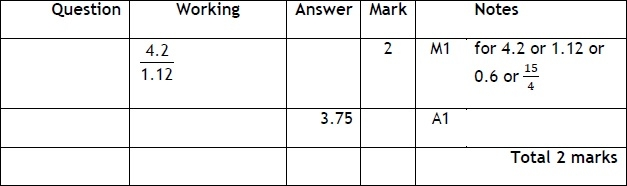 Question Working Answer Mark Notes
4.2
1.12
2 M1 for 4.2 or 1.12 or
0.6 or 15/4
3.75 A1
Total 2 marks